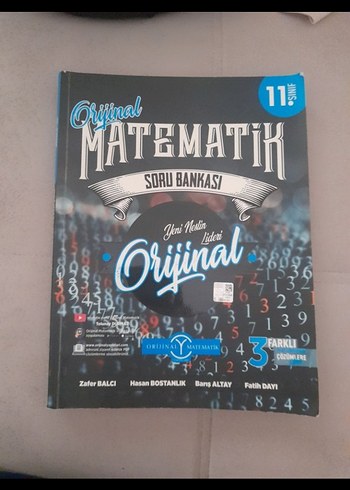 11. SINIF
Orijinal
MATEMATİK
SORU BANKASI
Yeni Neslin
Lideri
Orijinal
ORİJİNAL MATEMATİK
3 FARKLI
ÇÖZÜMLERİ
Zafer BALCI Hasan BOSTANLIK Barış ALTAY Fatih DAYI